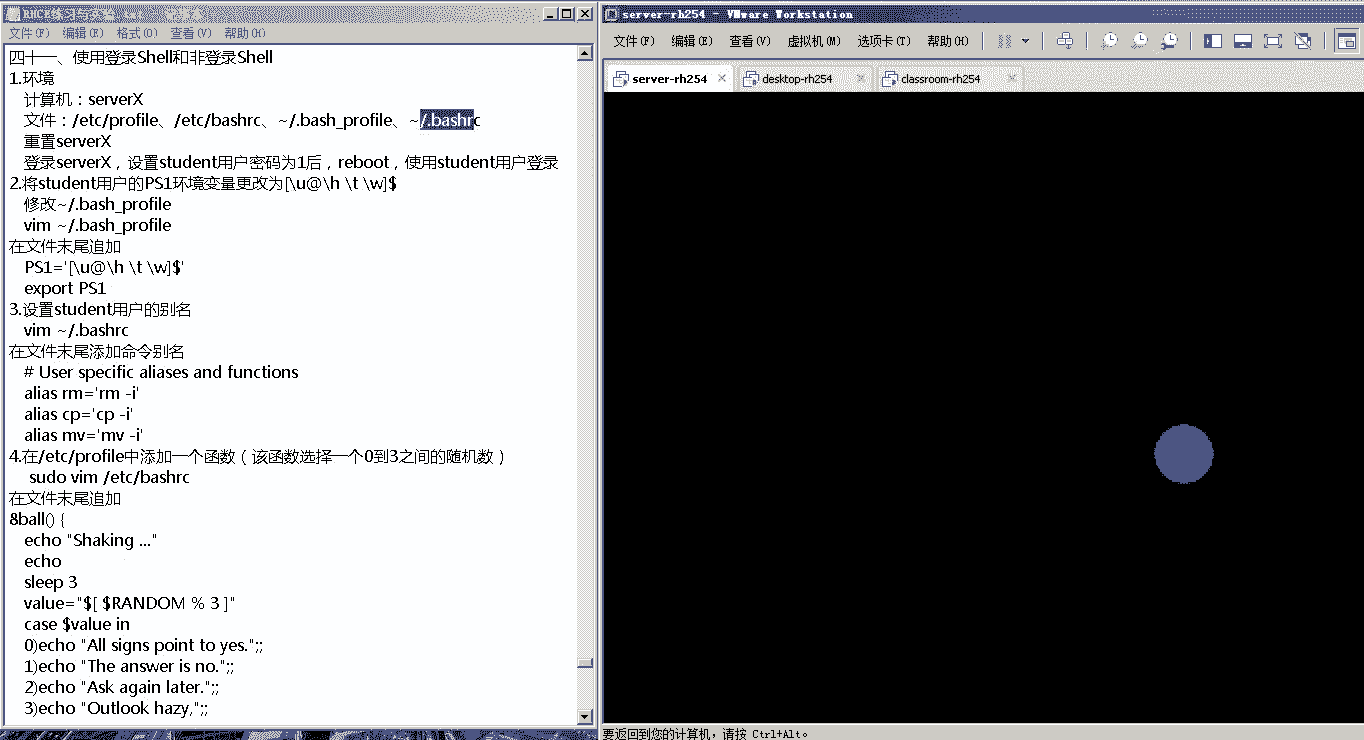 RHCE练习与
文件(F) 编辑(E) 格式(O) 查看(V) 帮助(H)
四十一、使用登录Shell和非登录Shell
1.环境
计算机：serverX
文件：/etc/profile、/etc/bashrc、~/.bash_profile、~/.bashrc
重置serverX
登录serverX，设置student用户密码为1后，reboot，使用student用户登录
2.将student用户的PS1环境变量更改为[\u@\h \t \w]$
修改~/.bash_profile
vim ~/.bash_profile
在文件末尾追加
PS1='[\u@\h \t \w]$'
export PS1
3.设置student用户的别名
vim ~/.bashrc
在文件末尾添加命令别名
# User specific aliases and functions
alias rm='rm -i'
alias cp='cp -i'
alias mv='mv -i'
4.在/etc/profile中添加一个函数（该函数选择一个0到3之间的随机数）
sudo vim /etc/bashrc
在文件末尾追加
8ball() {
echo "Shaking ..."
echo
sleep 3
value="$[ $RANDOM % 3 ]"
case $value in
0)echo "All signs point to yes.";;
1)echo "The answer is no.";;
2)echo "Ask again later.";;
3)echo "Outlook hazy,";;
server-rh254 - VMware Workstation
文件(F) 编辑(E) 查看(V) 虚拟机(M) 选项卡(T) 帮助(H)
server-rh254 desktop-rh254 classroom-rh254
要返回到您的计算机，请按 Ctrl+Alt。